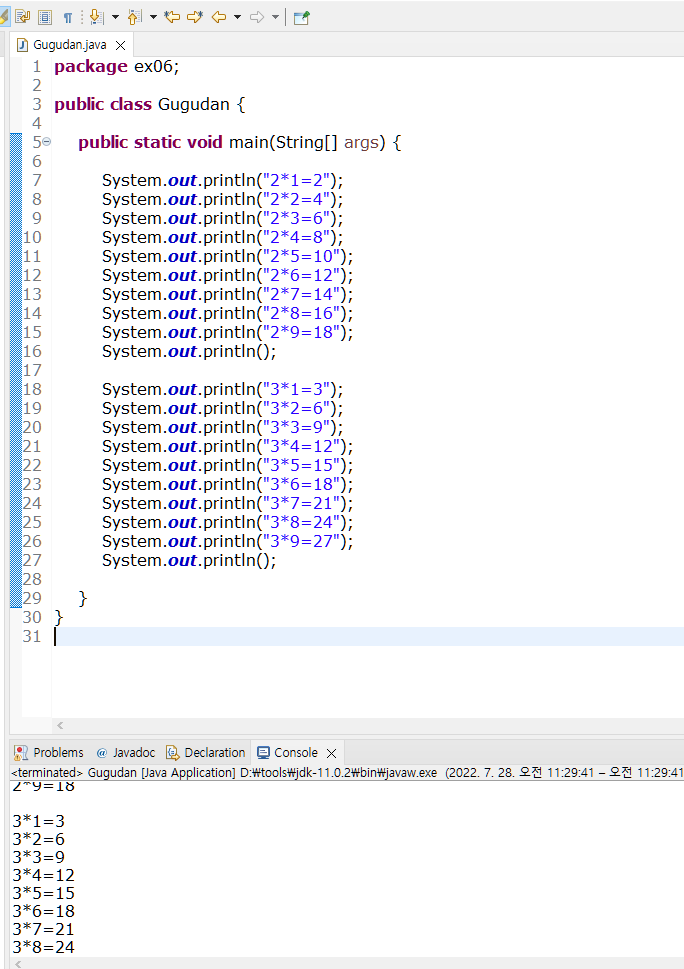 Gugudan.java
1 package ex06;
2
3 public class Gugudan {
4
5 public static void main(String[] args) {
6
7 System.out.println("2*1=2");
8 System.out.println("2*2=4");
9 System.out.println("2*3=6");
10 System.out.println("2*4=8");
11 System.out.println("2*5=10");
12 System.out.println("2*6=12");
13 System.out.println("2*7=14");
14 System.out.println("2*8=16");
15 System.out.println("2*9=18");
16 System.out.println();
17
18 System.out.println("3*1=3");
19 System.out.println("3*2=6");
20 System.out.println("3*3=9");
21 System.out.println("3*4=12");
22 System.out.println("3*5=15");
23 System.out.println("3*6=18");
24 System.out.println("3*7=21");
25 System.out.println("3*8=24");
26 System.out.println("3*9=27");
27 System.out.println();
28
29 }
30 }
31
Problems @ Javadoc Declaration Console
<terminated> Gugudan [Java Application] D:₩tools₩jdk-11.0.2₩bin₩javaw.exe (2022. 7. 28. 오전 11:29:41 – 오전 11:29:41
2*9=18
3*1=3
3*2=6
3*3=9
3*4=12
3*5=15
3*6=18
3*7=21
3*8=24